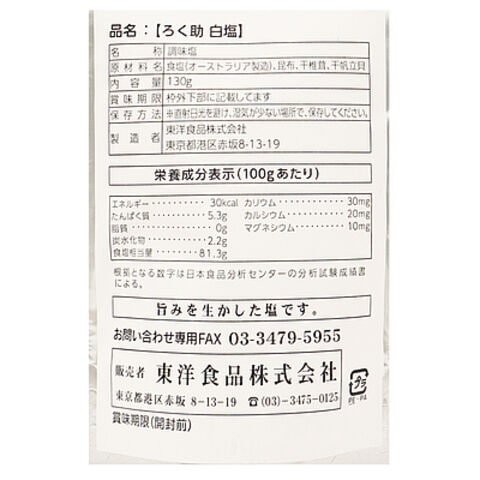 品名：【ろく助 白塩】
名称 調味塩
原材料名 食塩(オーストラリア製造)、昆布、干椎茸、干帆立貝
内容量 130g
賞味期限 枠外下部に記載してます
保存方法 ※直射日光を避け、湿気が少ない場所で、保存してください。
製造者 東洋食品株式会社
東京都港区赤坂8-13-19
栄養成分表示(100gあたり)
エネルギー 30kcal カリウム 30mg
たんぱく質 5.3g カルシウム 20mg
脂質 0g マグネシウム 10mg
炭水化物 2.2g
食塩相当量 81.3g
根拠となる数字は日本食品分析センターの分析試験成績書
による。
旨みを生かした塩です。
お問い合わせ専用FAX 03-3479-5955
販売者 東洋食品株式会社
東京都港区赤坂 8-13-19 ☎(03)-3475-0125
プラ
PE・PA
賞味期限(開封前)